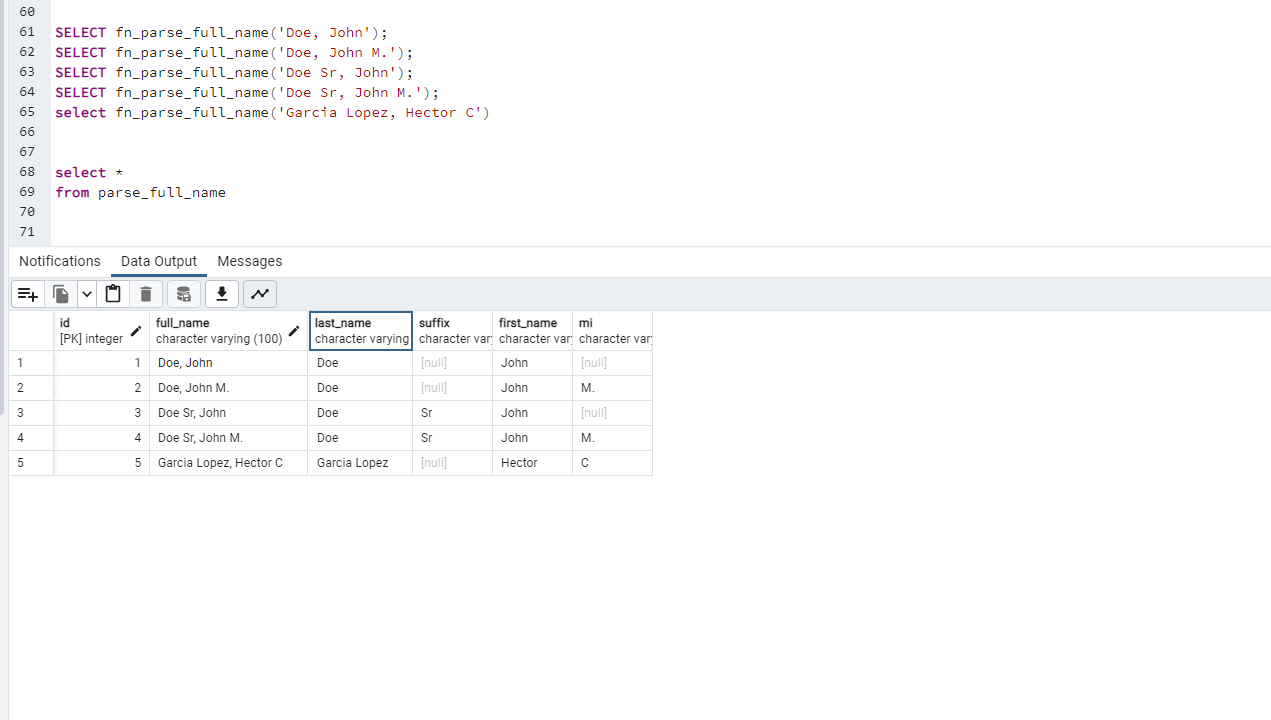 60
61 SELECT fn_parse_full_name('Doe, John');
62 SELECT fn_parse_full_name('Doe, John M.');
63 SELECT fn_parse_full_name('Doe Sr, John');
64 SELECT fn_parse_full_name('Doe Sr, John M.');
65 select fn_parse_full_name('Garcia Lopez, Hector C')
66
67
68 select *
69 from parse_full_name
70
71
Notifications Data Output Messages
id full_name last_name suffix first_name mi
[PK] integer character varying (100) character varying character var character var character var
1 1 Doe, John Doe [null] John [null]
2 2 Doe, John M. Doe [null] John M.
3 3 Doe Sr, John Doe Sr John [null]
4 4 Doe Sr, John M. Doe Sr John M.
5 5 Garcia Lopez, Hector C Garcia Lopez [null] Hector C